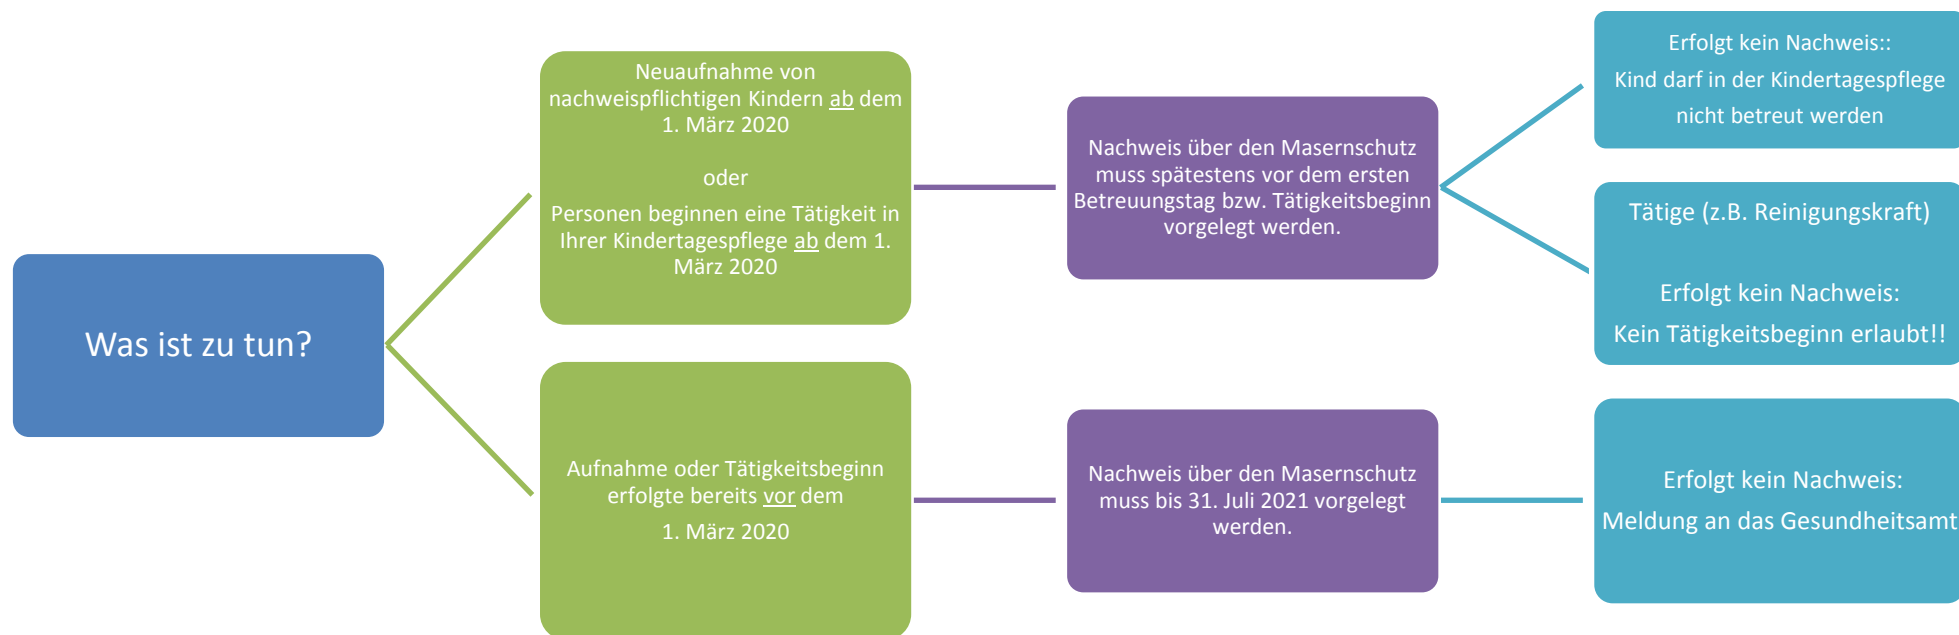 Was ist zu tun?
Neuaufnahme von
nachweispflichtigen Kindern ab dem
1. März 2020
oder
Personen beginnen eine Tätigkeit in
Ihrer Kindertagespflege ab dem 1.
März 2020
Nachweis über den Masernschutz
muss spätestens vor dem ersten
Betreuungstag bzw. Tätigkeitsbeginn
vorgelegt werden.
Erfolgt kein Nachweis::
Kind darf in der Kindertagespflege
nicht betreut werden
Tätige (z.B. Reinigungskraft)
Erfolgt kein Nachweis:
Kein Tätigkeitsbeginn erlaubt!!
Aufnahme oder Tätigkeitsbeginn
erfolgte bereits vor dem
1. März 2020
Nachweis über den Masernschutz
muss bis 31. Juli 2021 vorgelegt
werden.
Erfolgt kein Nachweis:
Meldung an das Gesundheitsamt